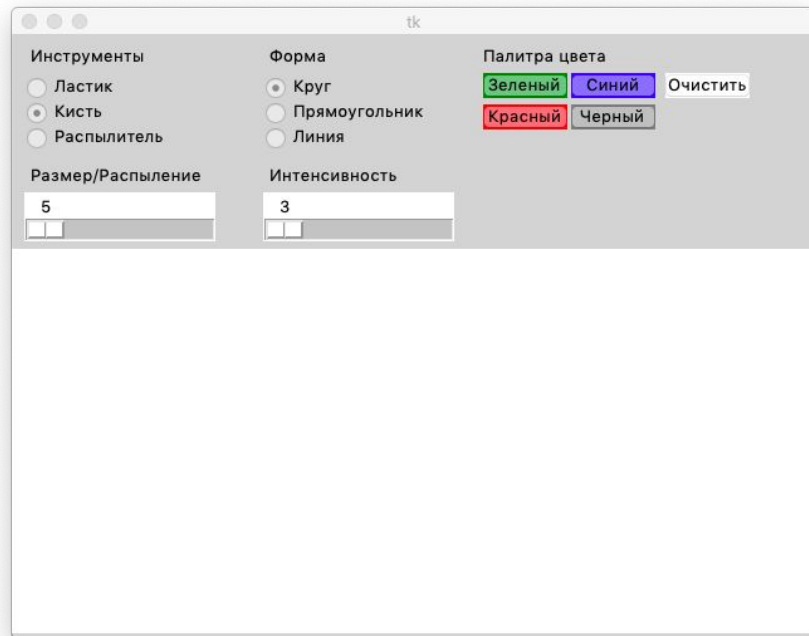 tk
Инструменты
Ластик
Кисть
Распылитель
Форма
Круг
Прямоугольник
Линия
Палитра цвета
Зеленый Синий Очистить
Красный Черный
Размер/Распыление
5
Интенсивность
3